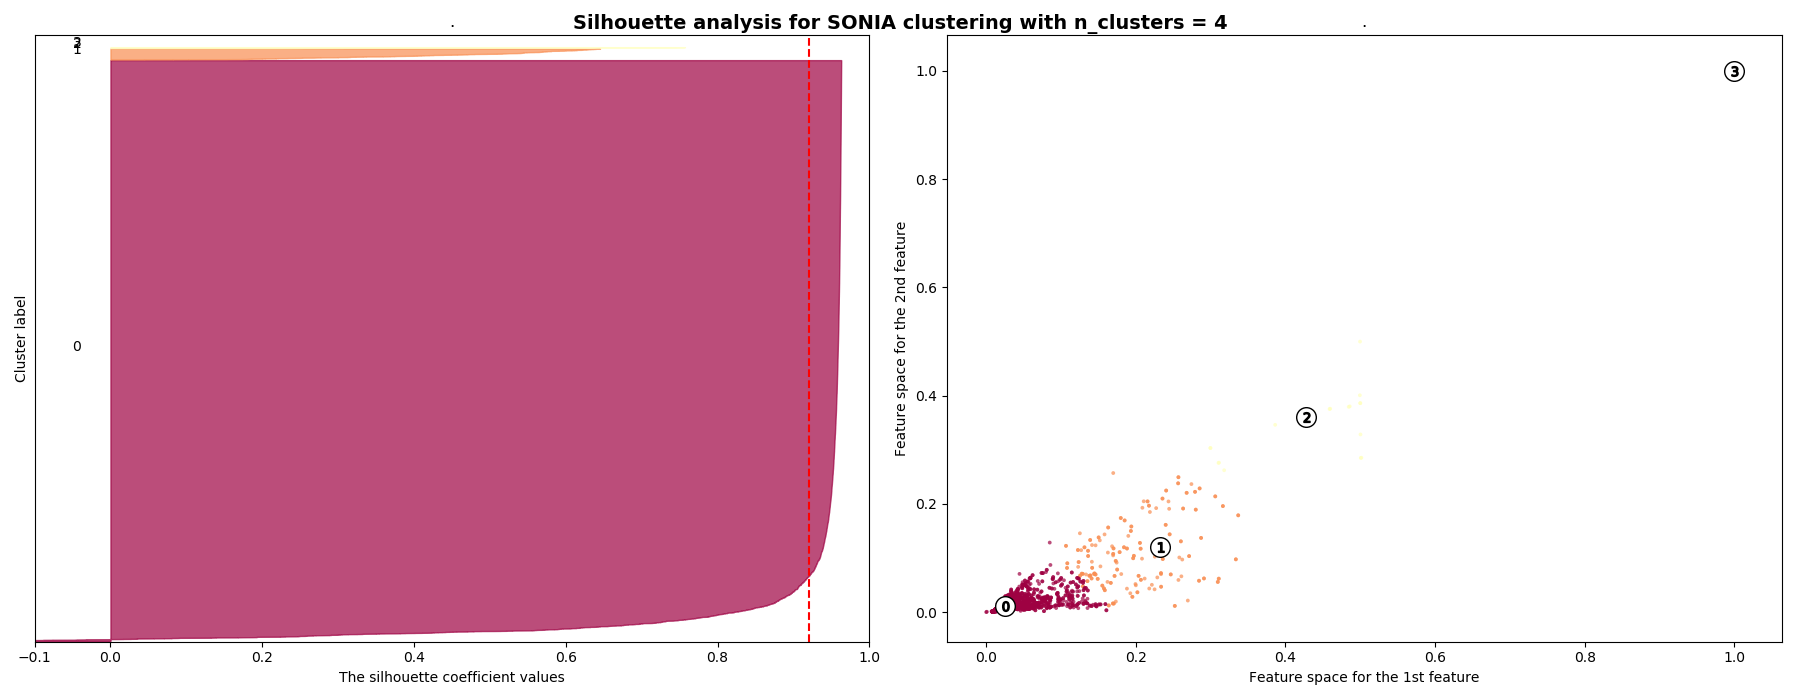 Silhouette analysis for SONIA clustering with n_clusters = 4
.
.
3
2
1
0
Cluster label
−0.1 0.0 0.2 0.4 0.6 0.8 1.0
The silhouette coefficient values
1.0
0.8
0.6
0.4
0.2
0.0
Feature space for the 2nd feature
3
2
1
0
0.0 0.2 0.4 0.6 0.8 1.0
Feature space for the 1st feature